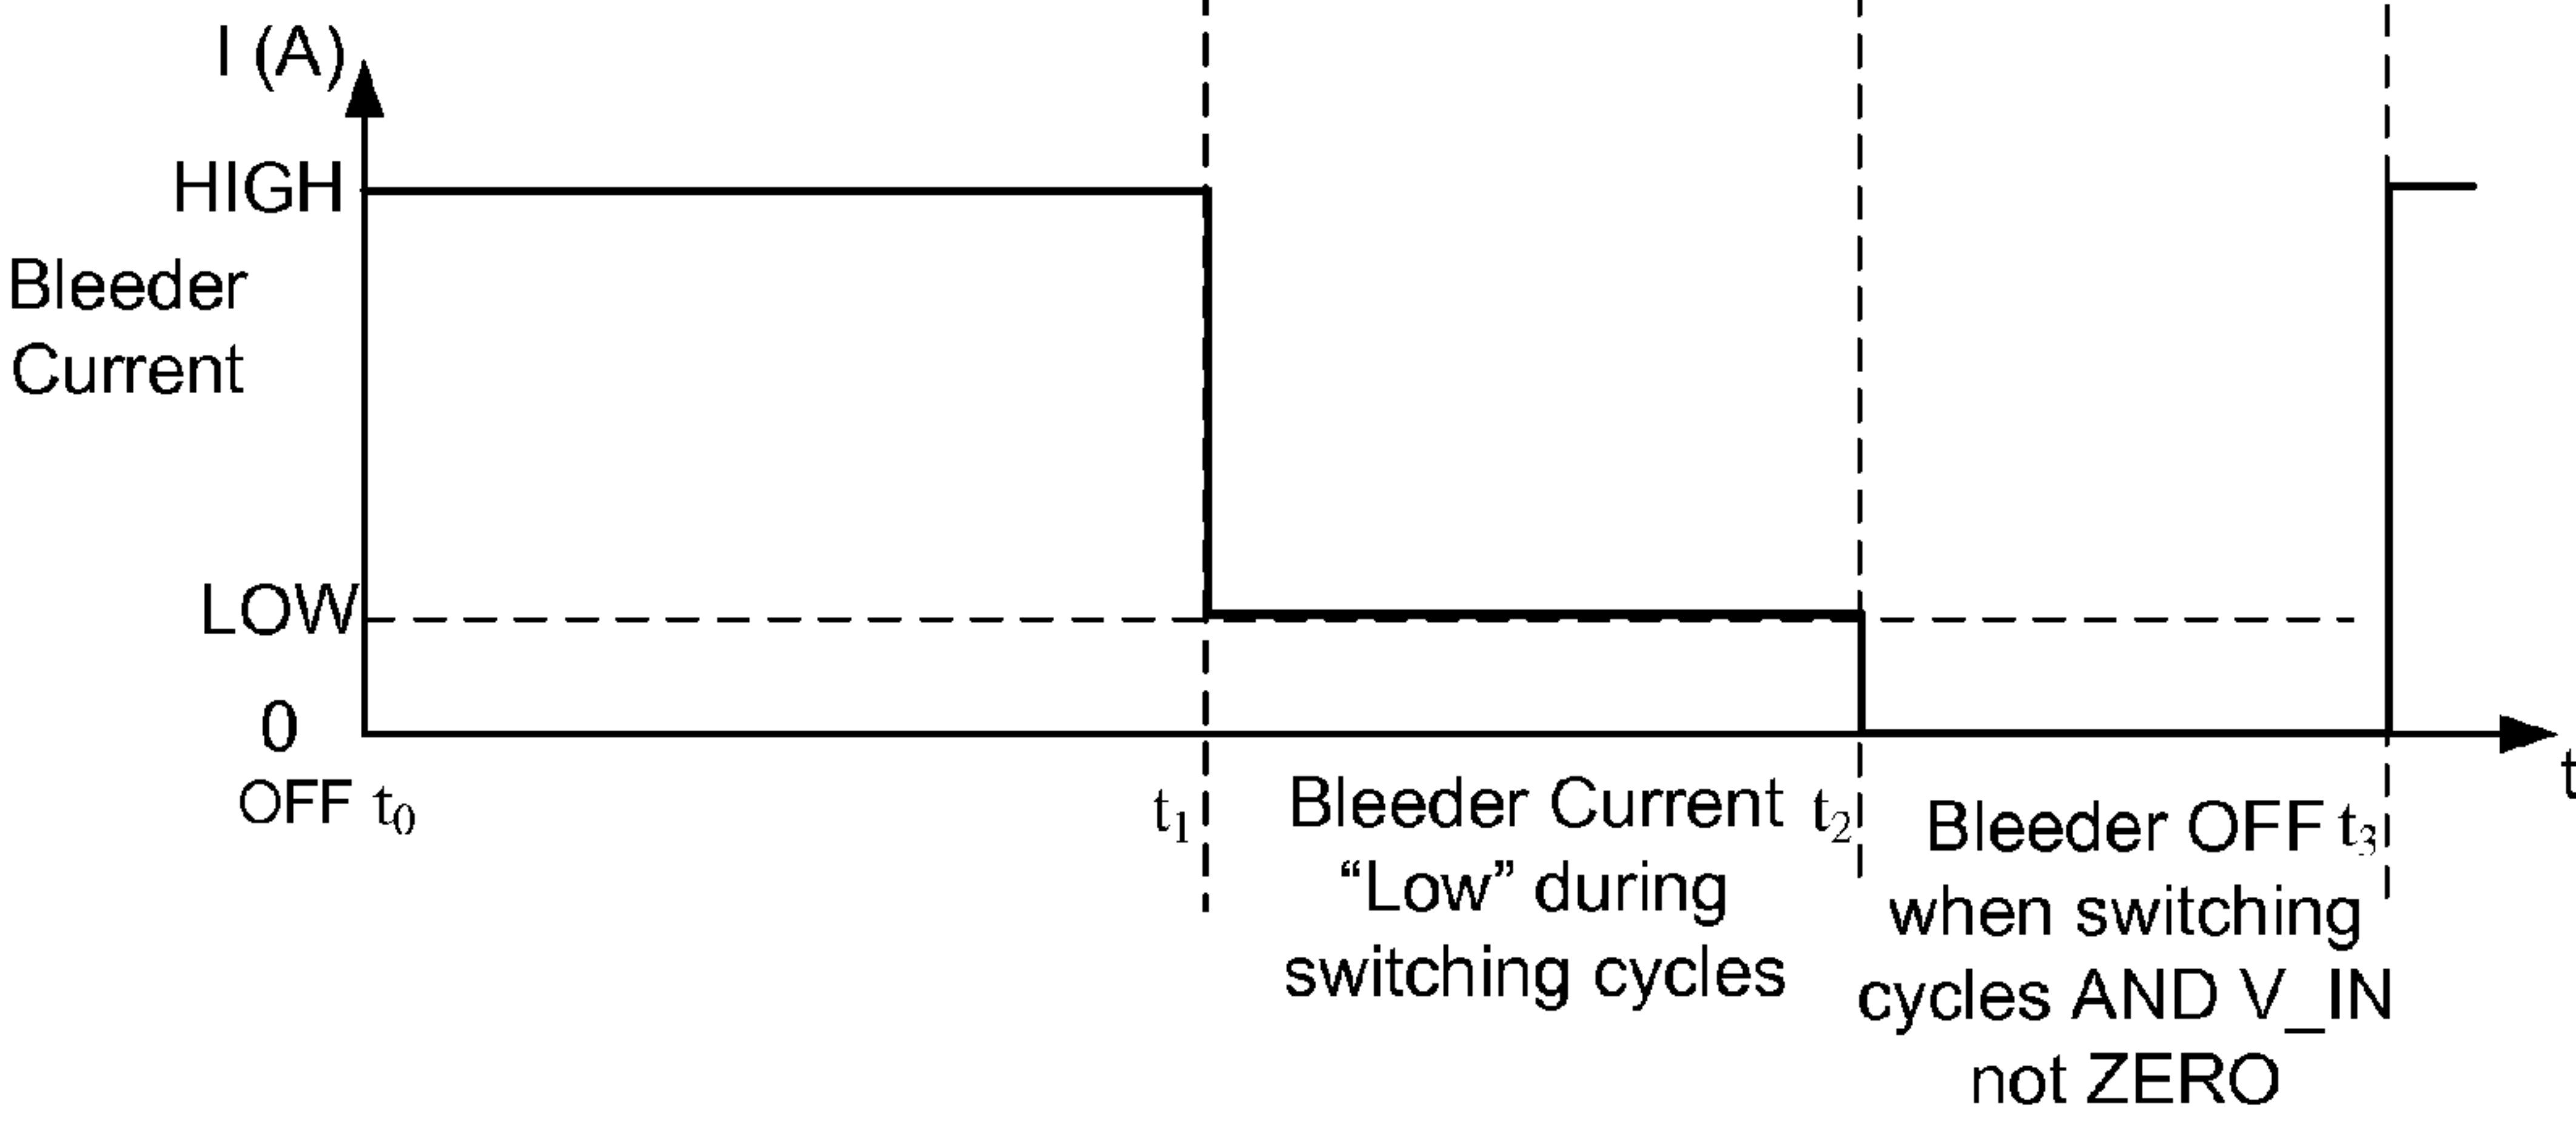 I (A)
HIGH
Bleeder
Current
LOW
0
OFF t0
t1
t2
t3
t
Bleeder Current
“Low” during
switching cycles
Bleeder OFF
when switching
cycles AND V_IN
not ZERO